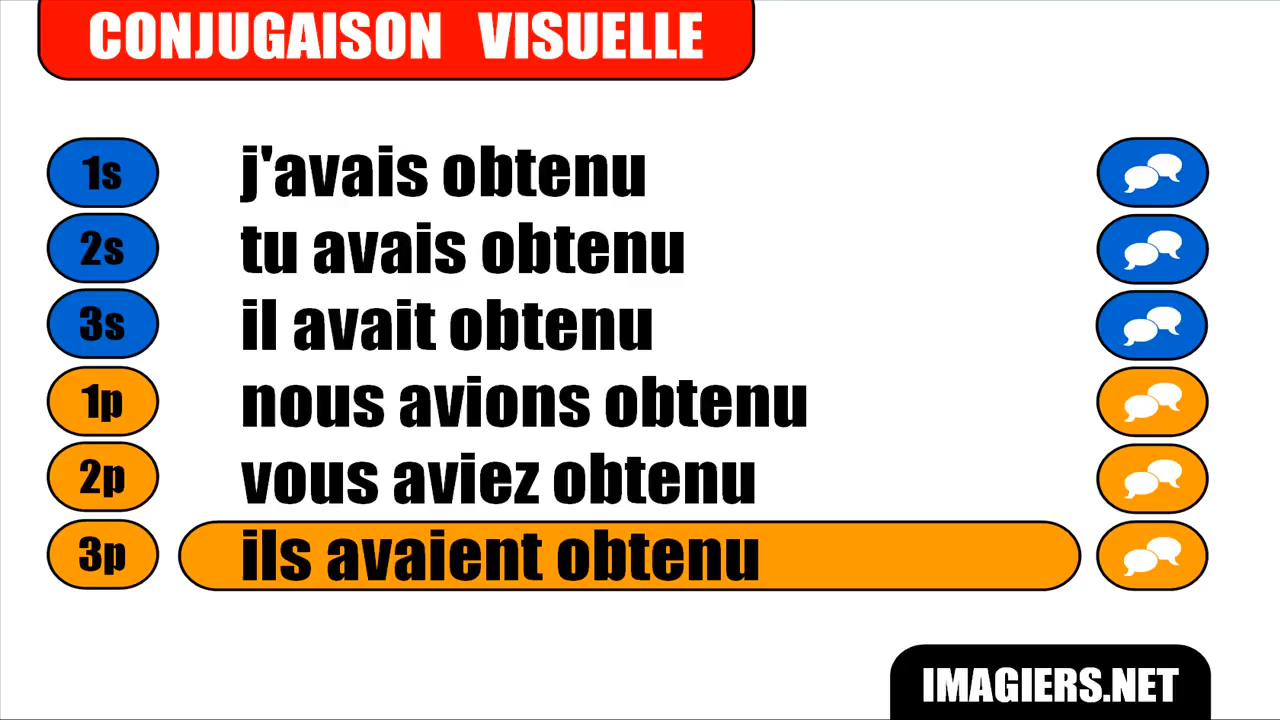 CONJUGAISON VISUELLE
1s j'avais obtenu
2s tu avais obtenu
3s il avait obtenu
1p nous avions obtenu
2p vous aviez obtenu
3p ils avaient obtenu
IMAGIERS.NET